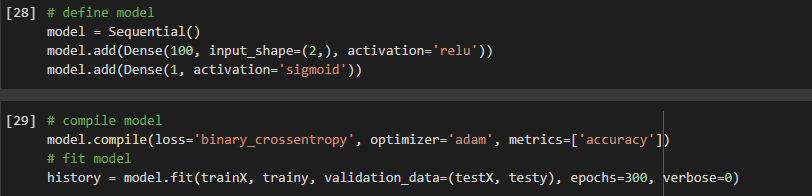 [28] # define model
model = Sequential()
model.add(Dense(100, input_shape=(2,), activation='relu'))
model.add(Dense(1, activation='sigmoid'))
[29] # compile model
model.compile(loss='binary_crossentropy', optimizer='adam', metrics=['accuracy'])
# fit model
history = model.fit(trainX, trainy, validation_data=(testX, testy), epochs=300, verbose=0)